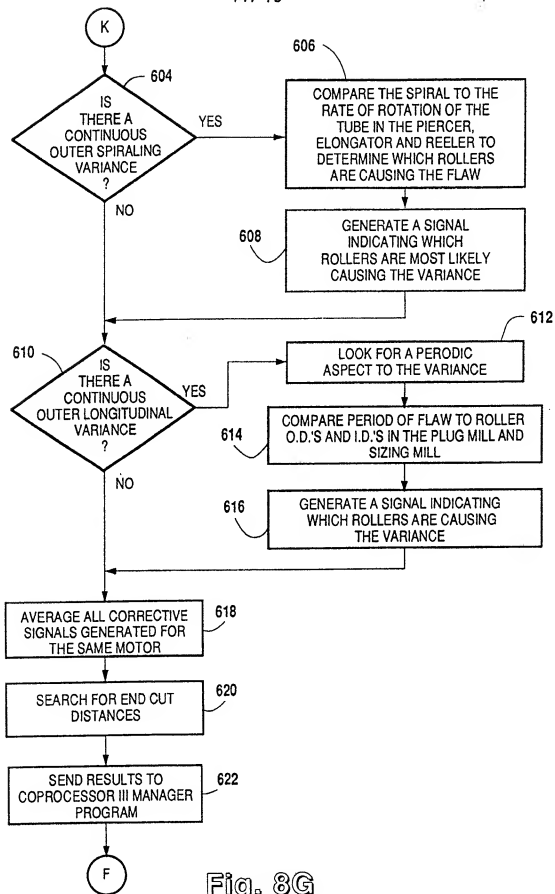 K
604
IS
THERE A
CONTINUOUS
OUTER SPIRALING
VARIANCE
?
YES
NO
606
COMPARE THE SPIRAL TO THE
RATE OF ROTATION OF THE
TUBE IN THE PIERCER,
ELONGATOR AND REELER TO
DETERMINE WHICH ROLLERS
ARE CAUSING THE FLAW
608
GENERATE A SIGNAL
INDICATING WHICH
ROLLERS ARE MOST LIKELY
CAUSING THE VARIANCE
610
IS
THERE A
CONTINUOUS
OUTER LONGITUDINAL
VARIANCE
?
YES
NO
612
LOOK FOR A PERODIC
ASPECT TO THE VARIANCE
614
COMPARE PERIOD OF FLAW TO ROLLER
O.D.'S AND I.D.'S IN THE PLUG MILL AND
SIZING MILL
616
GENERATE A SIGNAL INDICATING
WHICH ROLLERS ARE CAUSING
THE VARIANCE
618
AVERAGE ALL CORRECTIVE
SIGNALS GENERATED FOR
THE SAME MOTOR
620
SEARCH FOR END CUT
DISTANCES
622
SEND RESULTS TO
COPROCESSOR III MANAGER
PROGRAM
F
Fig. 8G